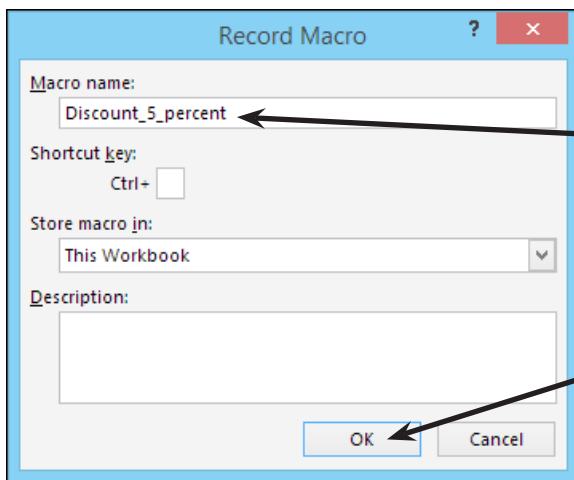 Record Macro ? ×
Macro name:
Discount_5_percent
Shortcut key:
Ctrl+
Store macro in:
This Workbook
Description:
OK Cancel